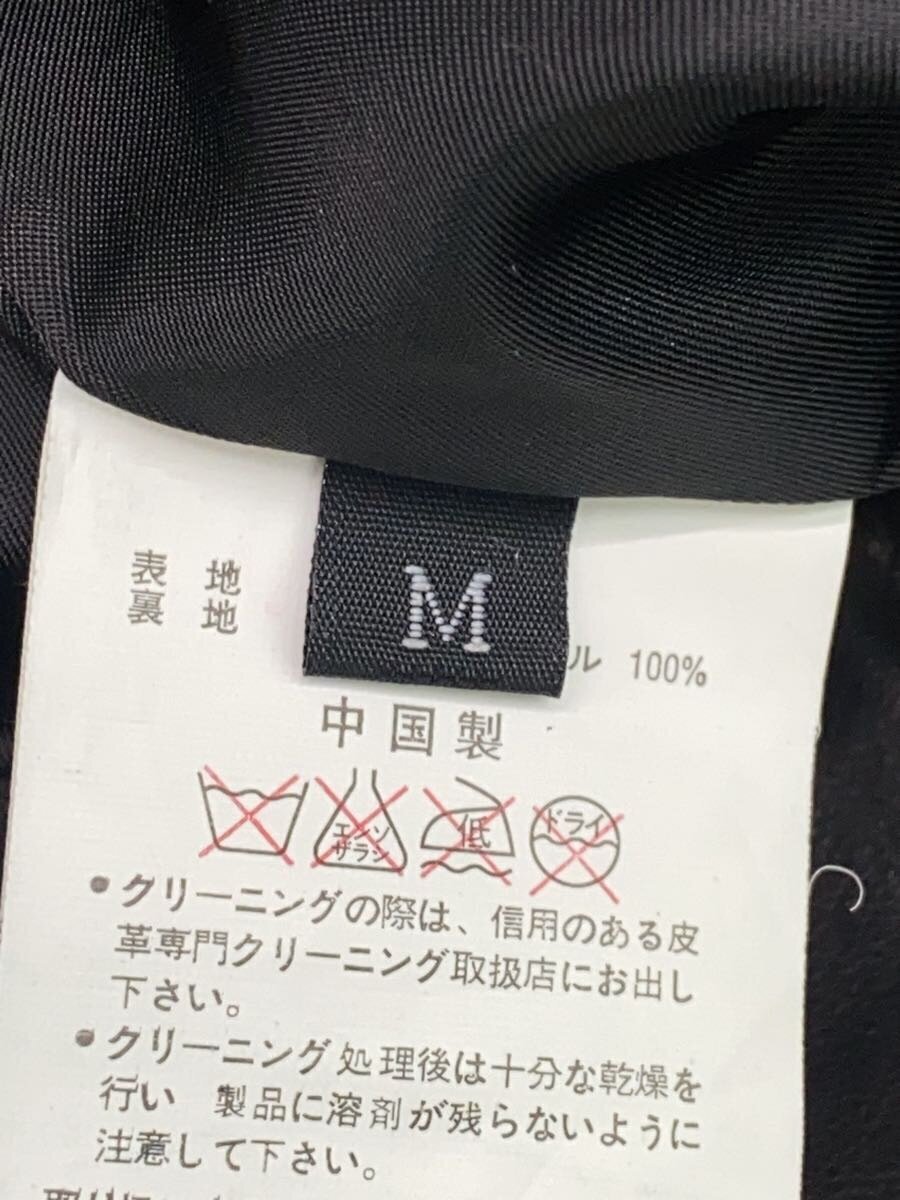 M
表 地
裏 地
ル 100%
中国製
エンソ
ザラシ
低
ドライ
• クリーニングの際は、信用のある皮
革専門クリーニング取扱店にお出し
下さい。
• クリーニング処理後は十分な乾燥を
行い 製品に溶剤が残らないように
注意して下さい。